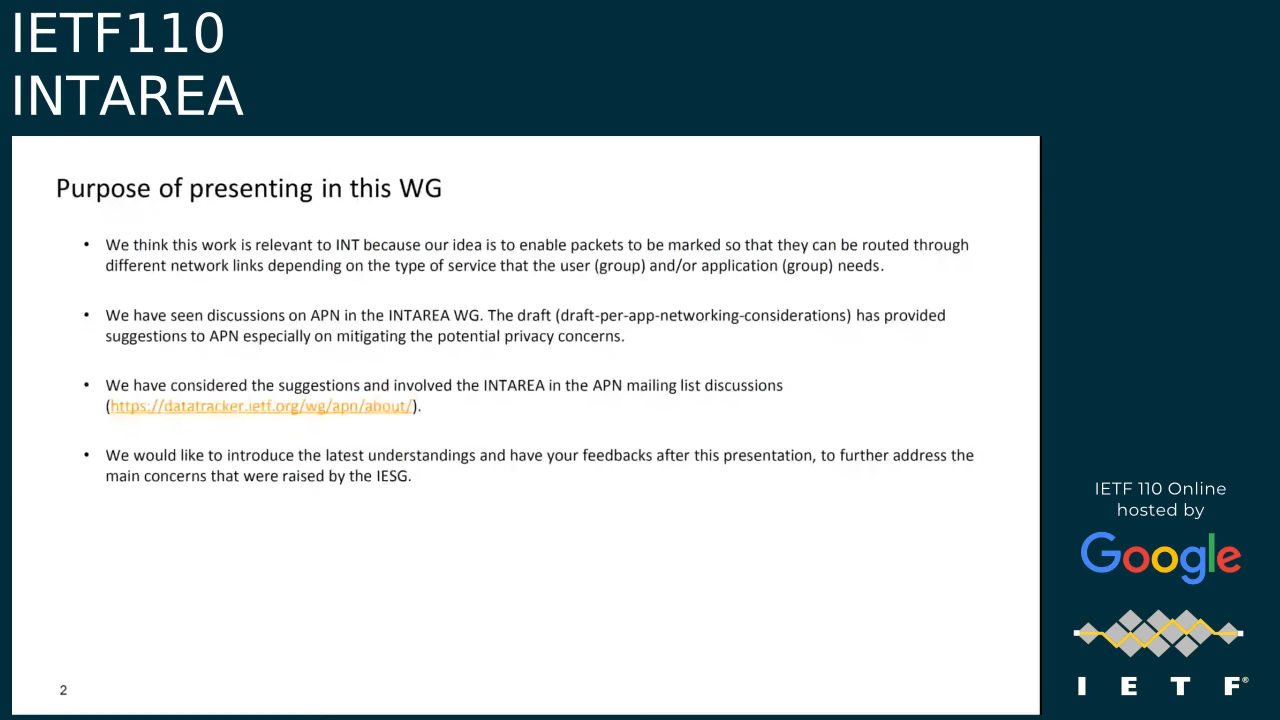 IETF110
INTAREA
Purpose of presenting in this WG
• We think this work is relevant to INT because our idea is to enable packets to be marked so that they can be routed through
different network links depending on the type of service that the user (group) and/or application (group) needs.
• We have seen discussions on APN in the INTAREA WG. The draft (draft-per-app-networking-considerations) has provided
suggestions to APN especially on mitigating the potential privacy concerns.
• We have considered the suggestions and involved the INTAREA in the APN mailing list discussions
(https://datatracker.ietf.org/wg/apn/about/).
• We would like to introduce the latest understandings and have your feedbacks after this presentation, to further address the
main concerns that were raised by the IESG.
2
IETF 110 Online
hosted by
Google
I E T F®